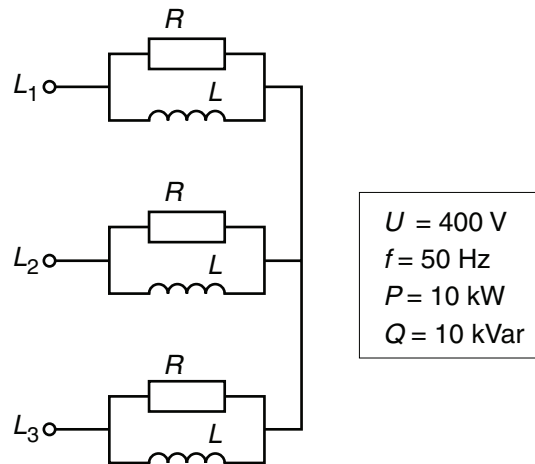 R
L₁
L
R
L₂
L
R
L₃
L
U = 400 V
f = 50 Hz
P = 10 kW
Q = 10 kVar